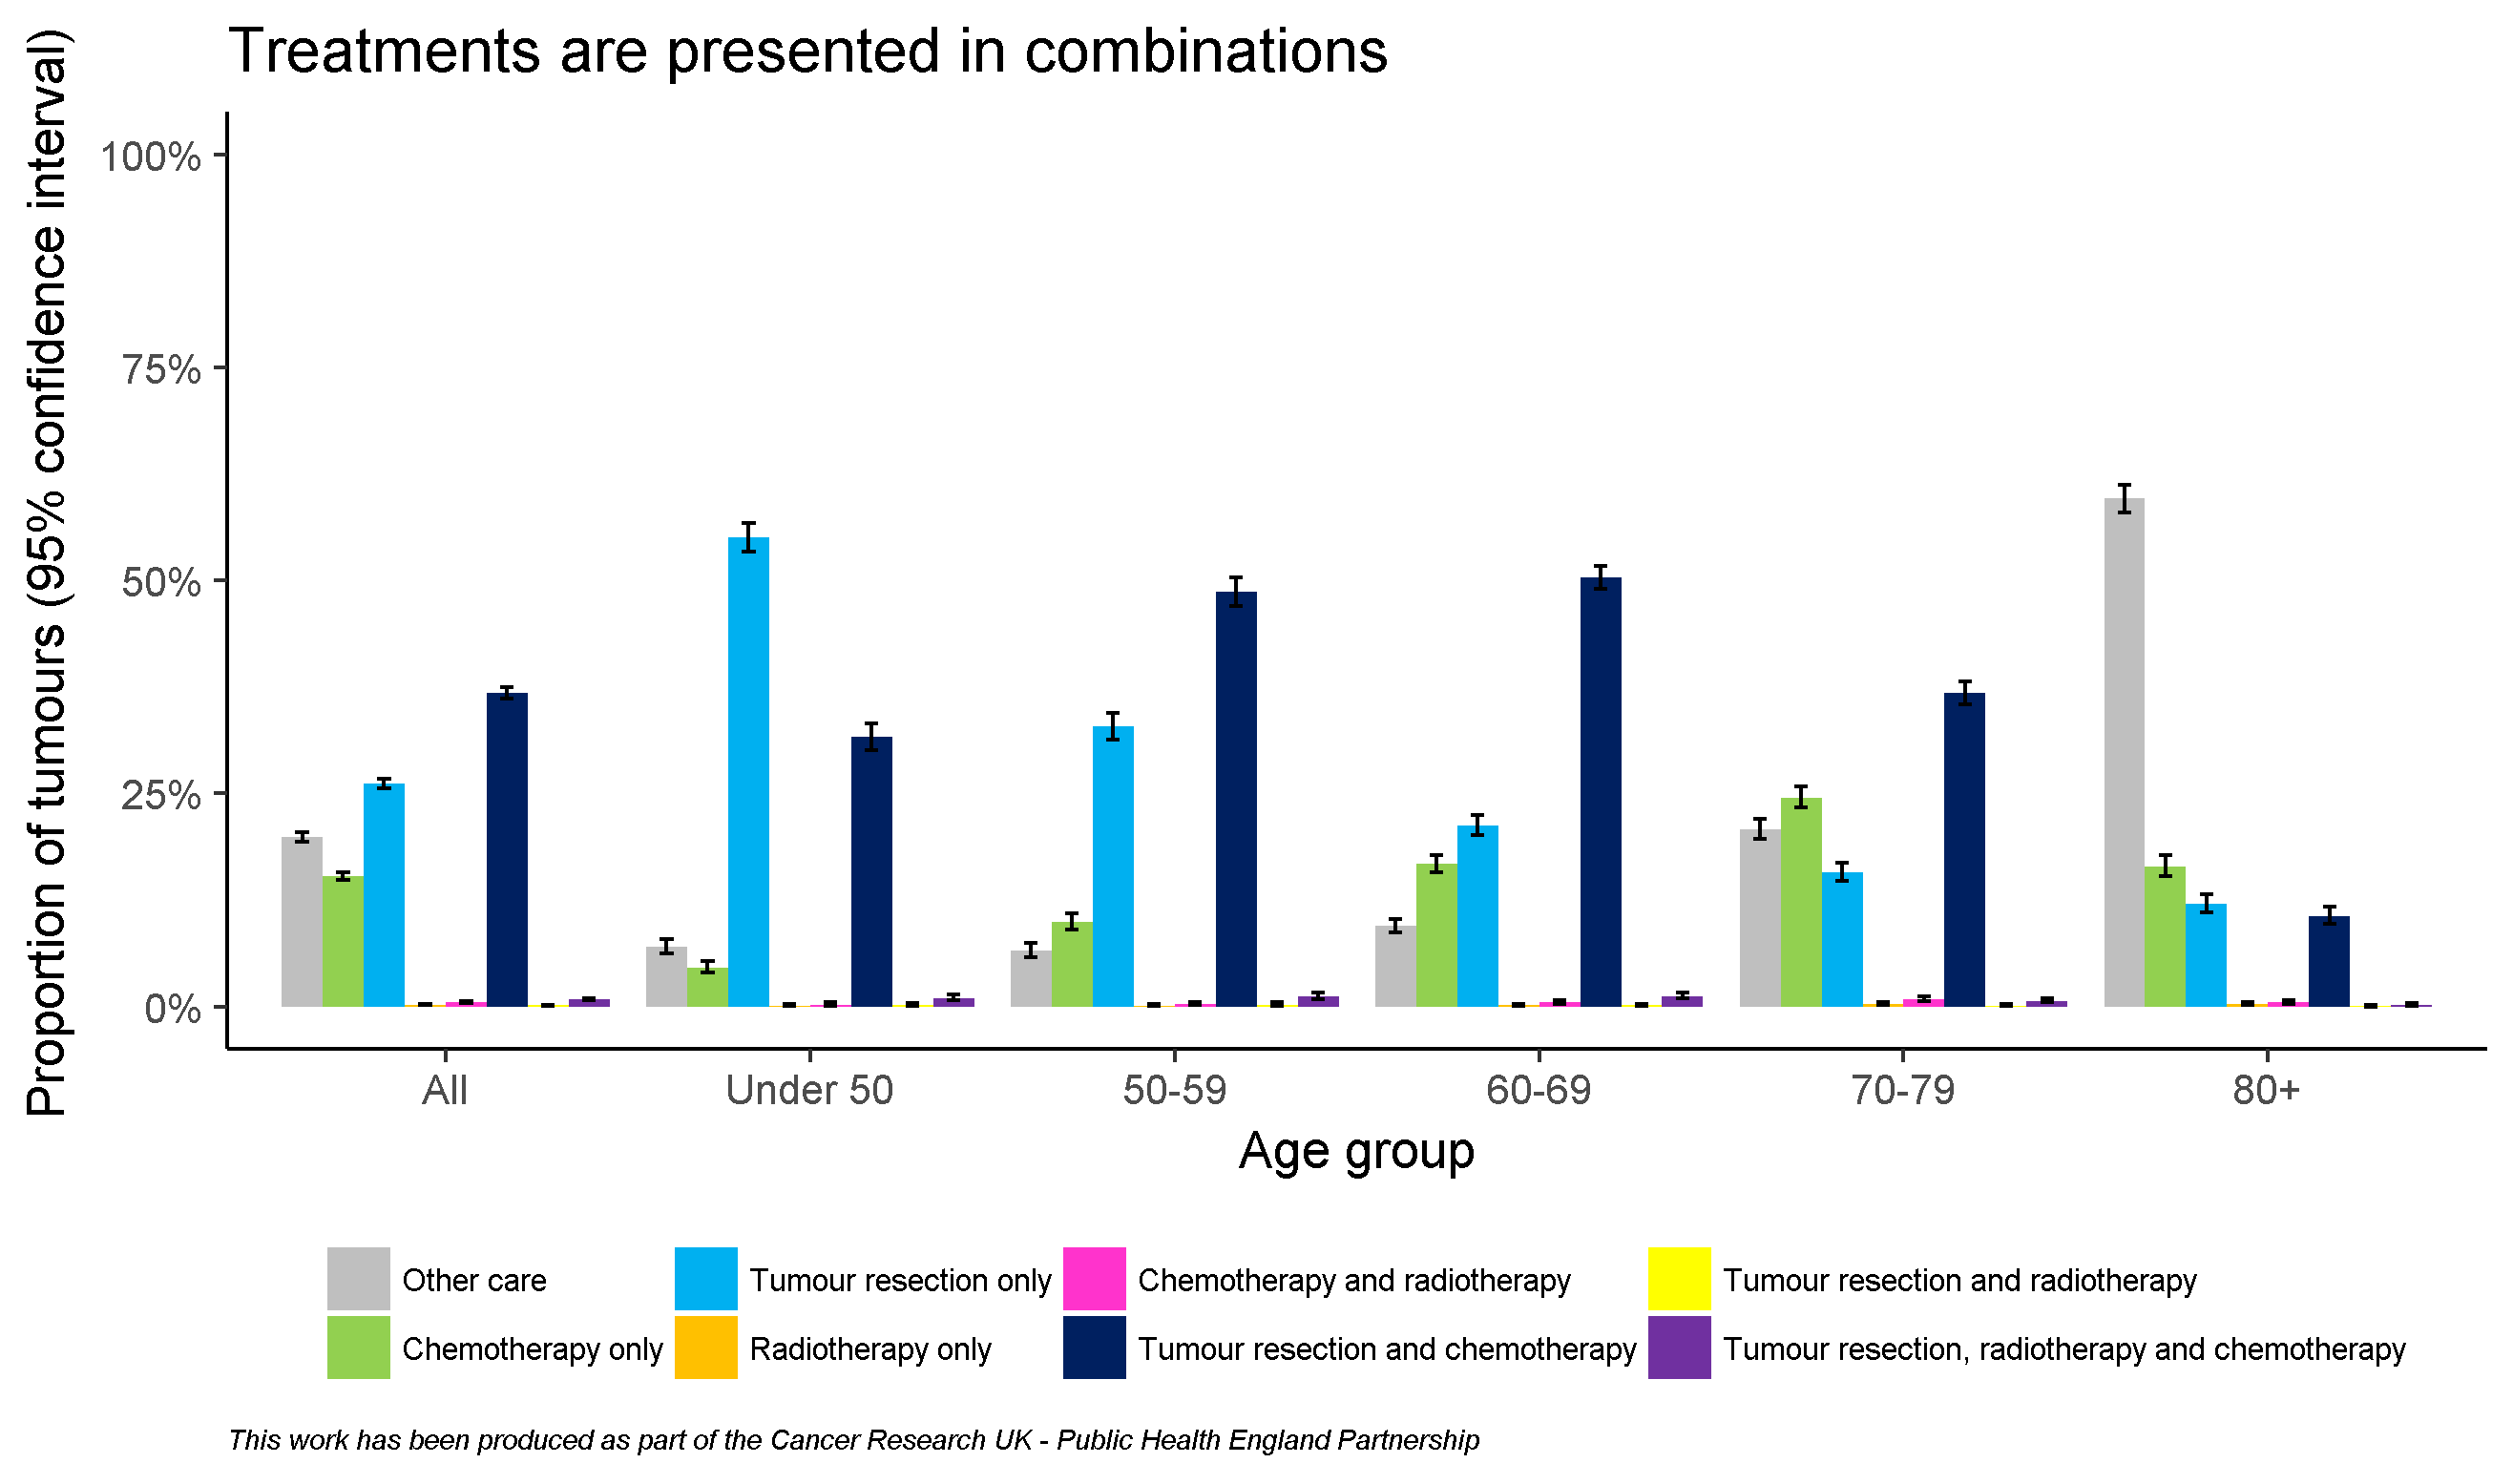 Treatments are presented in combinations
Proportion of tumours (95% confidence interval)
100%
75%
50%
25%
0%
All Under 50 50-59 60-69 70-79 80+
Age group
Other care Tumour resection only Chemotherapy and radiotherapy Tumour resection and radiotherapy
Chemotherapy only Radiotherapy only Tumour resection and chemotherapy Tumour resection, radiotherapy and chemotherapy
This work has been produced as part of the Cancer Research UK - Public Health England Partnership